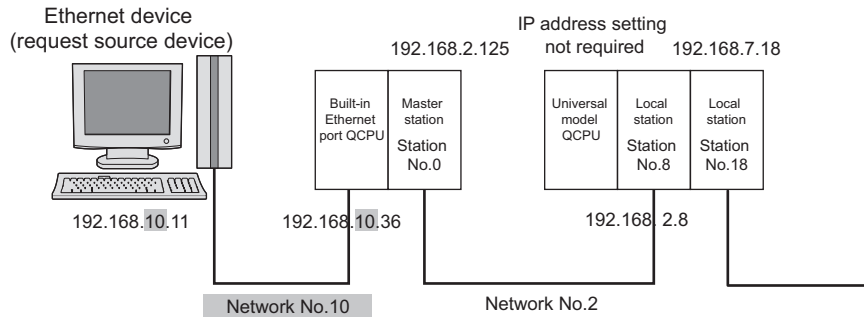 Ethernet device
(request source device)
IP address setting
not required
192.168.2.125
192.168.7.18
Built-in
Ethernet
port QCPU
Master
station
Station
No.0
Universal
model
QCPU
Local
station
Station
No.8
Local
station
Station
No.18
192.168.10.11
192.168.10.36
192.168. 2.8
Network No.10
Network No.2